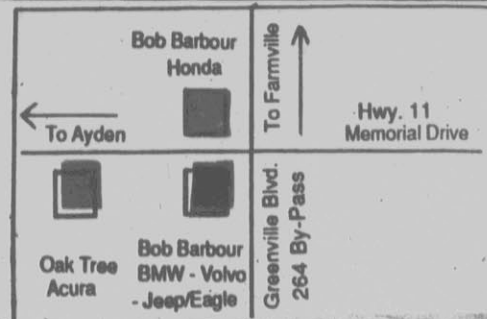 Bob Barbour
Honda
To Farmville
Hwy. 11
Memorial Drive
To Ayden
Oak Tree
Acura
Bob Barbour
BMW - Volvo
- Jeep/Eagle
Greenville Blvd.
264 By-Pass